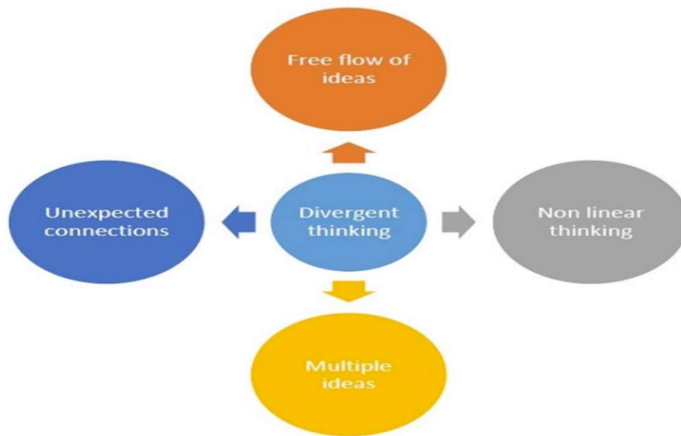 Free flow of
ideas
Unexpected
connections
Divergent
thinking
Non linear
thinking
Multiple
ideas